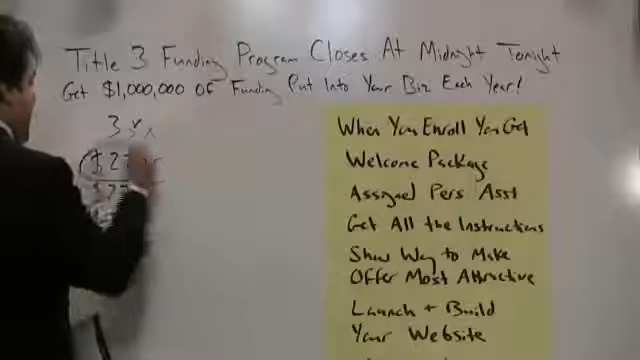 Title 3 Funding Program Closes At Midnight Tonight
Get $1,000,000 Of Funding Put Into Your Biz Each Year!
3
When You Enroll You Get
Welcome Package
Assigned Pers Asst
Get All the Instructions
Show Way to Make
Offer Most Attractive
Launch + Build
Your Website